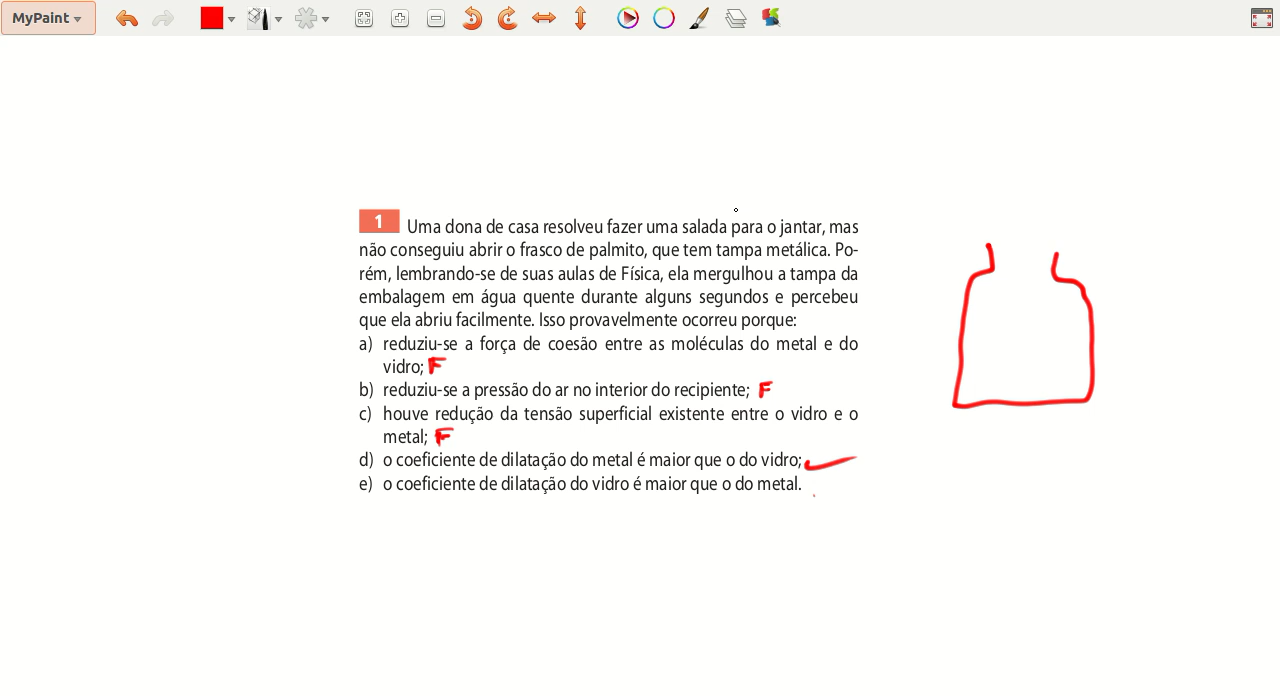 MyPaint
1 Uma dona de casa resolveu fazer uma salada para o jantar, mas
não conseguiu abrir o frasco de palmito, que tem tampa metálica. Po-
rém, lembrando-se de suas aulas de Física, ela mergulhou a tampa da
embalagem em água quente durante alguns segundos e percebeu
que ela abriu facilmente. Isso provavelmente ocorreu porque:
a) reduziu-se a força de coesão entre as moléculas do metal e do
vidro; F
b) reduziu-se a pressão do ar no interior do recipiente; F
c) houve redução da tensão superficial existente entre o vidro e o
metal; F
d) o coeficiente de dilatação do metal é maior que o do vidro;
e) o coeficiente de dilatação do vidro é maior que o do metal.